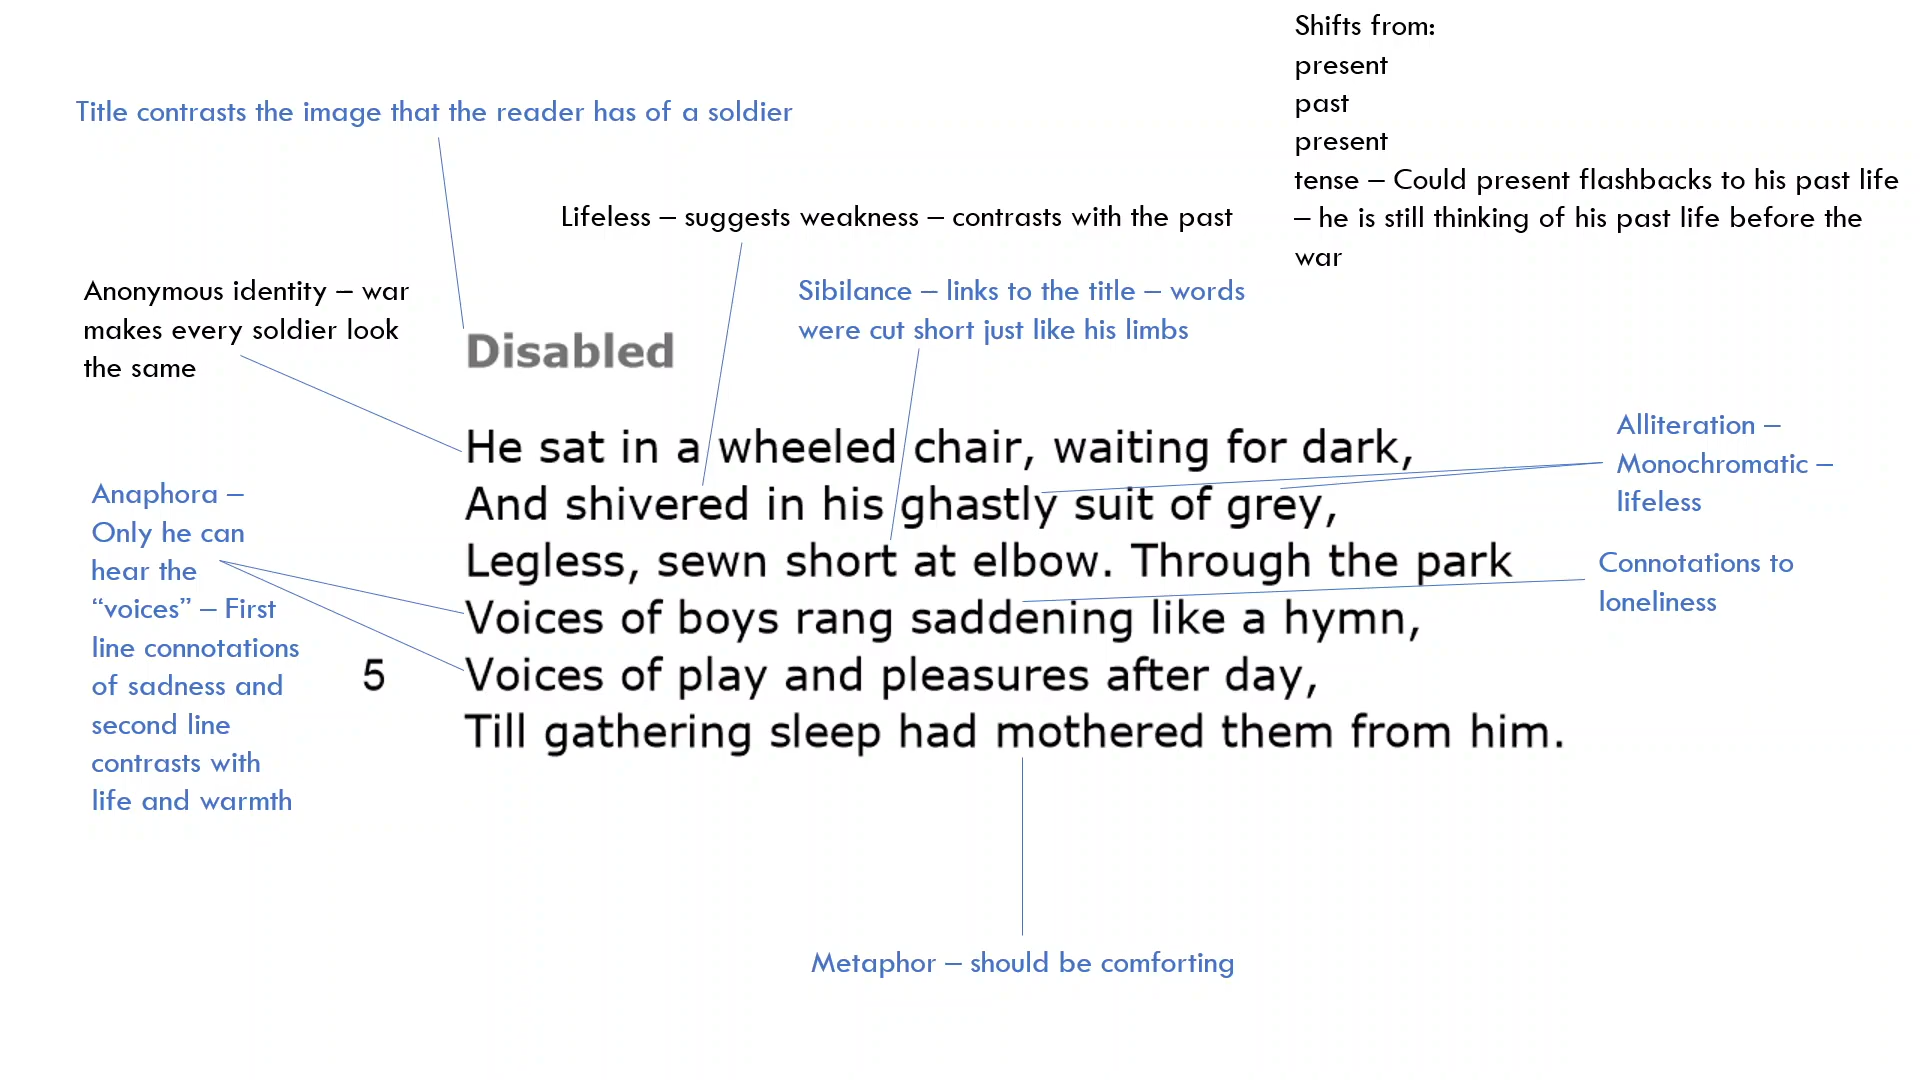 Shifts from:
present
past
present
tense – Could present flashbacks to his past life
– he is still thinking of his past life before the
war
Title contrasts the image that the reader has of a soldier
Lifeless – suggests weakness – contrasts with the past
Anonymous identity – war
makes every soldier look
the same
Sibilance – links to the title – words
were cut short just like his limbs
Disabled
He sat in a wheeled chair, waiting for dark,
And shivered in his ghastly suit of grey,
Legless, sewn short at elbow. Through the park
Voices of boys rang saddening like a hymn,
5 Voices of play and pleasures after day,
Till gathering sleep had mothered them from him.
Alliteration –
Monochromatic –
lifeless
Connotations to
loneliness
Anaphora –
Only he can
hear the
“voices” – First
line connotations
of sadness and
second line
contrasts with
life and warmth
Metaphor – should be comforting